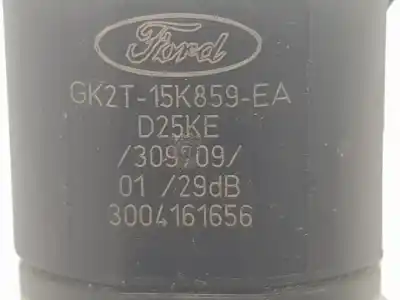 Ford
GK2T-15K859-EA
D25KE
/309709/
01 /29dB
3004161656